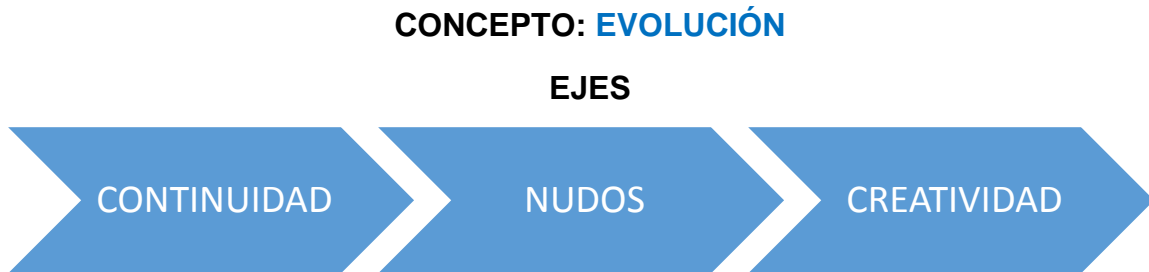 CONCEPTO: EVOLUCIÓN
EJES
CONTINUIDAD
NUDOS
CREATIVIDAD